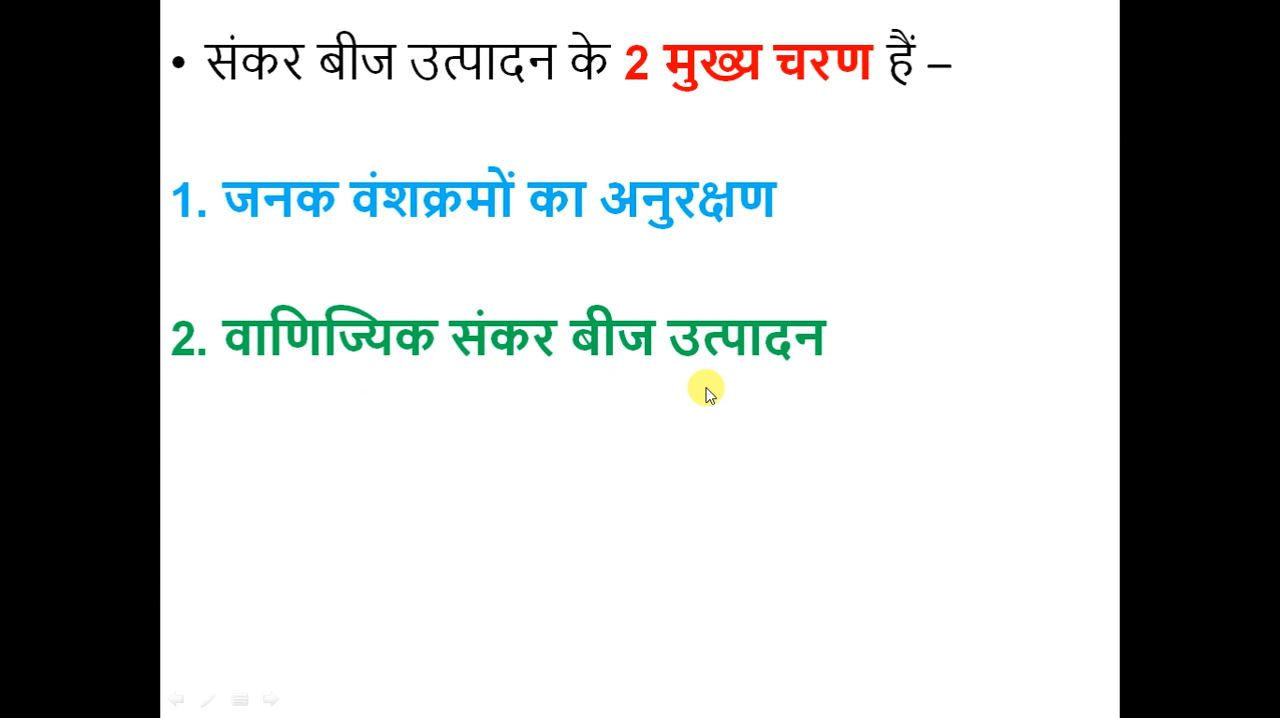 • संकर बीज उत्पादन के 2 मुख्य चरण हैं –
1. जनक वंशक्रमों का अनुरक्षण
2. वाणिज्यिक संकर बीज उत्पादन